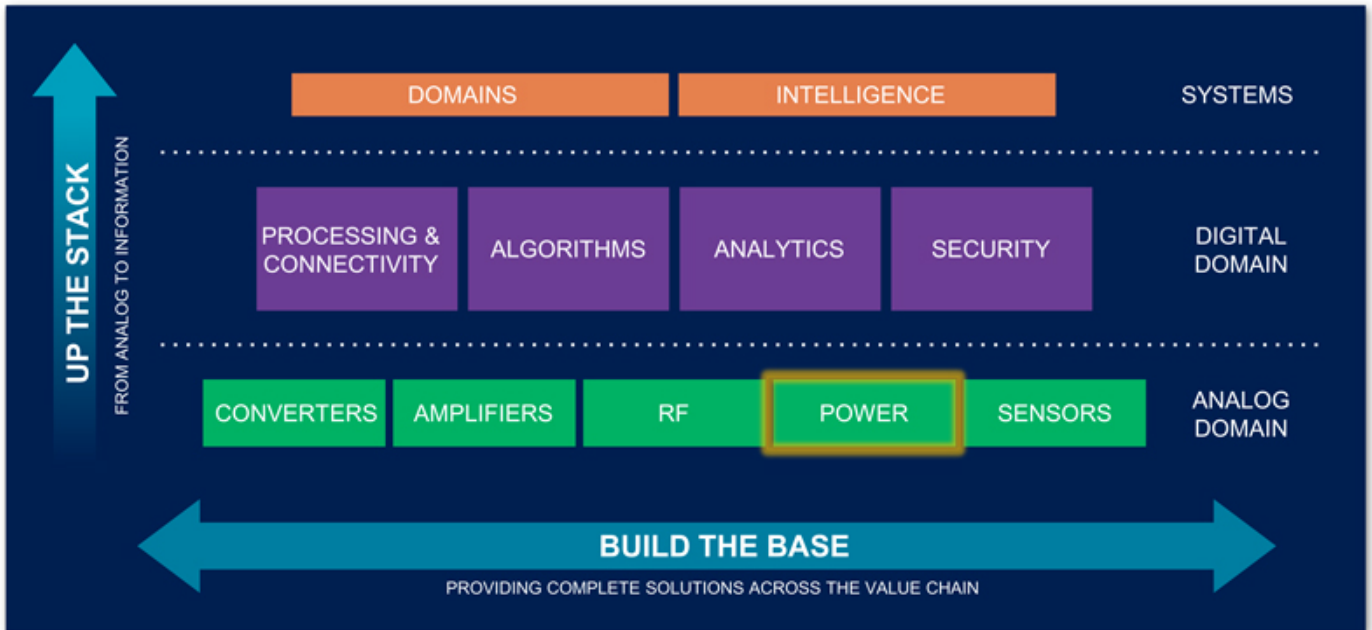 DOMAINS
INTELLIGENCE
SYSTEMS
UP THE STACK
FROM ANALOG TO INFORMATION
PROCESSING &
CONNECTIVITY
ALGORITHMS
ANALYTICS
SECURITY
DIGITAL
DOMAIN
CONVERTERS
AMPLIFIERS
RF
POWER
SENSORS
ANALOG
DOMAIN
BUILD THE BASE
PROVIDING COMPLETE SOLUTIONS ACROSS THE VALUE CHAIN